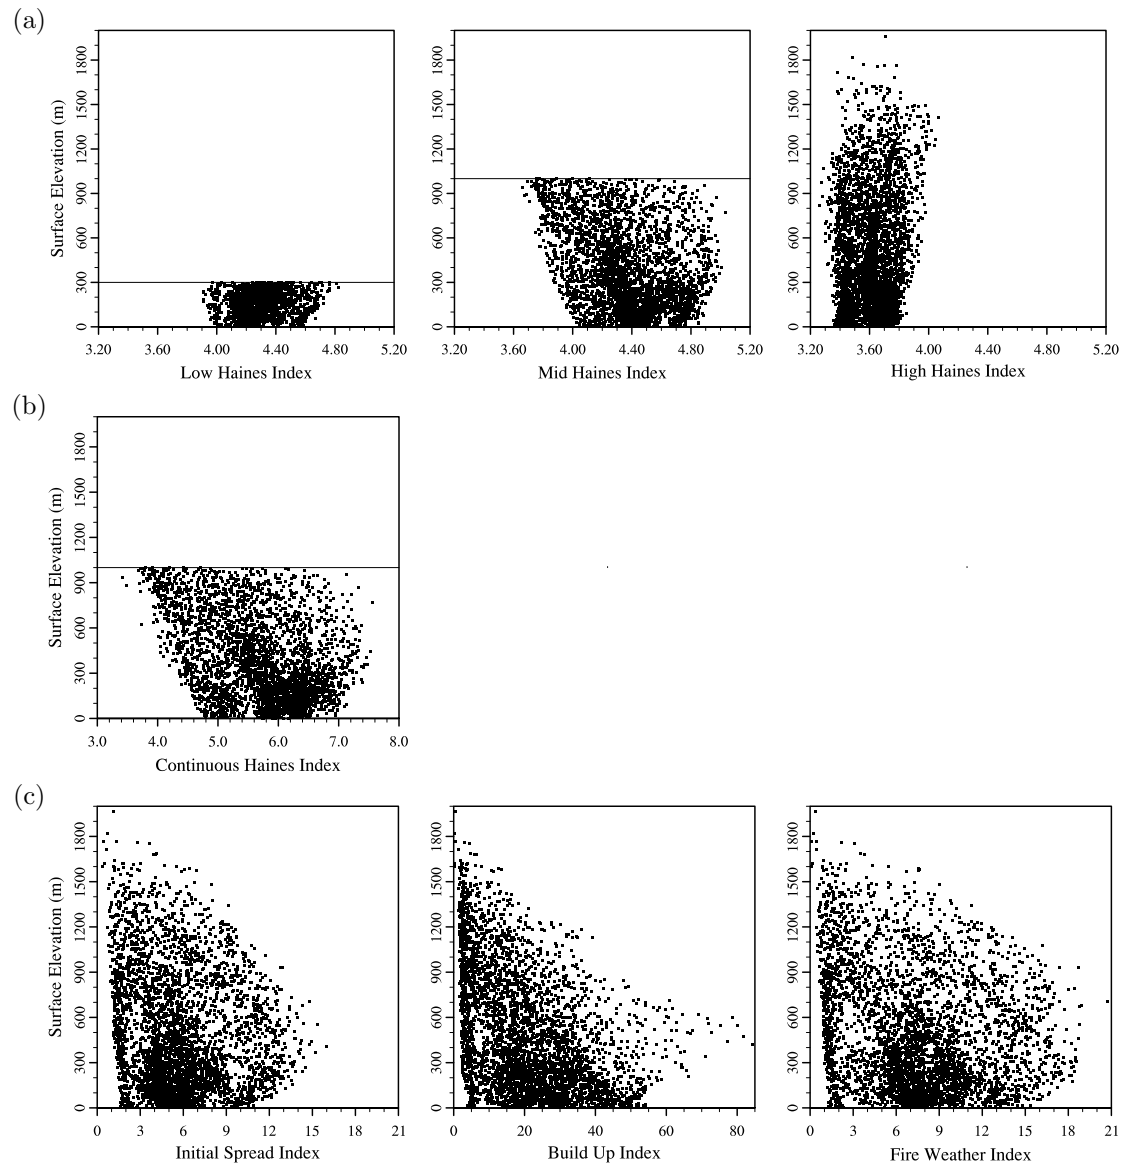 (a)
Surface Elevation (m)
0 300 600 900 1200 1500 1800
0 300 600 900 1200 1500 1800
0 300 600 900 1200 1500 1800
3.20 3.60 4.00 4.40 4.80 5.20
3.20 3.60 4.00 4.40 4.80 5.20
3.20 3.60 4.00 4.40 4.80 5.20
Low Haines Index
Mid Haines Index
High Haines Index
(b)
Surface Elevation (m)
0 300 600 900 1200 1500 1800
3.0 4.0 5.0 6.0 7.0 8.0
Continuous Haines Index
(c)
Surface Elevation (m)
0 300 600 900 1200 1500 1800
0 300 600 900 1200 1500 1800
0 300 600 900 1200 1500 1800
0 3 6 9 12 15 18 21
0 20 40 60 80
0 3 6 9 12 15 18 21
Initial Spread Index
Build Up Index
Fire Weather Index